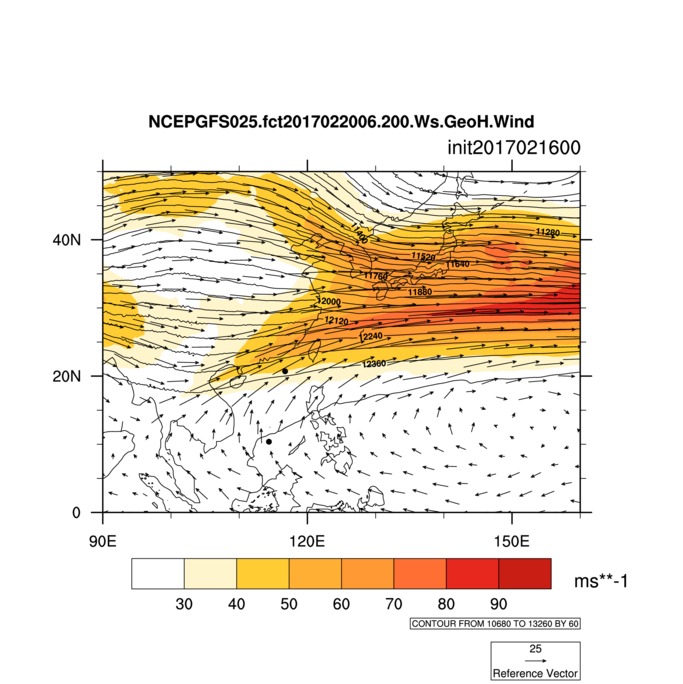 NCEPGFS025.fct2017022006.200.Ws.GeoH.Wind
init2017021600
40N
20N
0
90E 120E 150E
11280
11520
11640
11760
11880
12000
12120
12240
12360
30 40 50 60 70 80 90
ms**-1
CONTOUR FROM 10680 TO 13260 BY 60
25
Reference Vector